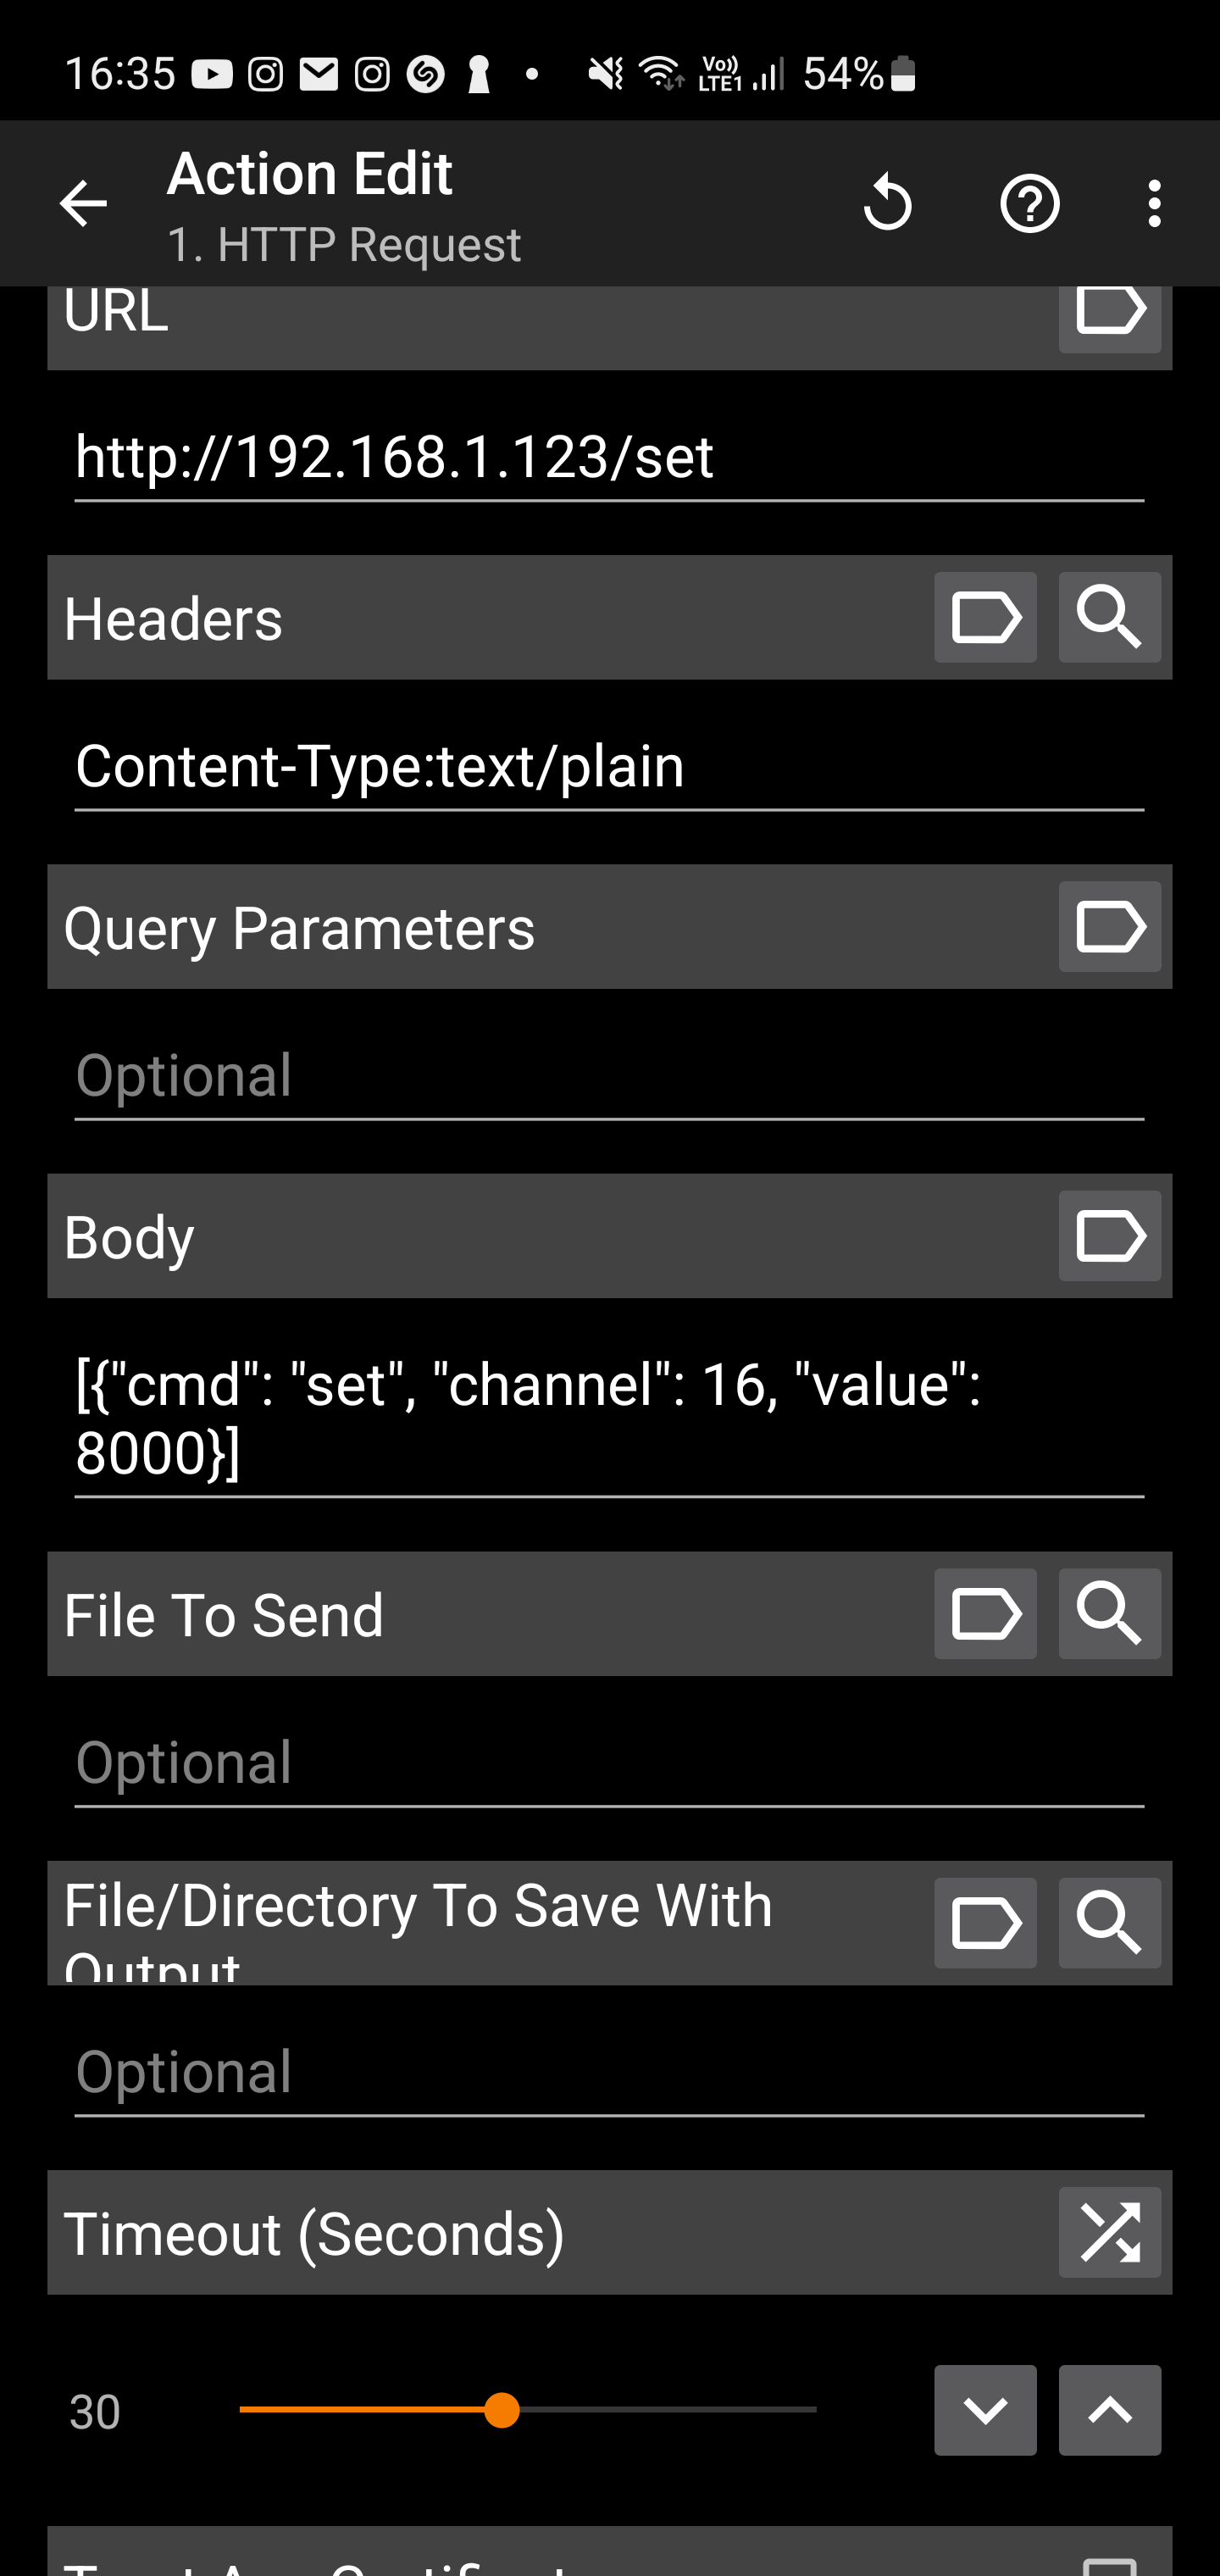 16:35 Vo)) LTE1 54%
Action Edit
1. HTTP Request
URL
http://192.168.1.123/set
Headers
Content-Type:text/plain
Query Parameters
Optional
Body
[{"cmd": "set", "channel": 16, "value":
8000}]
File To Send
Optional
File/Directory To Save With
Output
Optional
Timeout (Seconds)
30